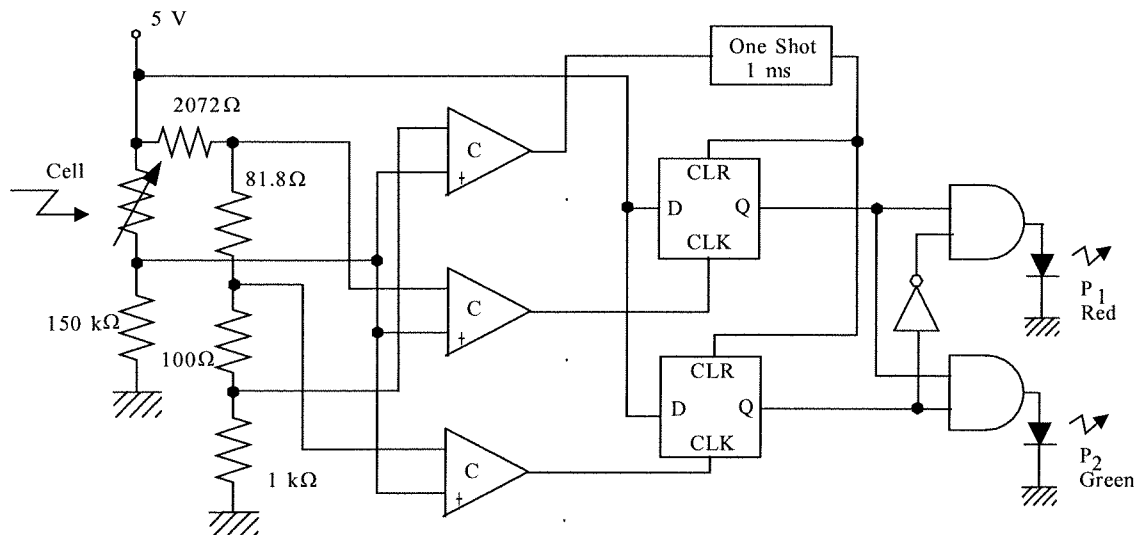 5 V
One Shot
1 ms
2072Ω
Cell
81.8Ω
C
+
CLR
D
Q
CLK
150 kΩ
100Ω
C
+
P1
Red
CLR
D
Q
CLK
1 kΩ
C
+
P2
Green